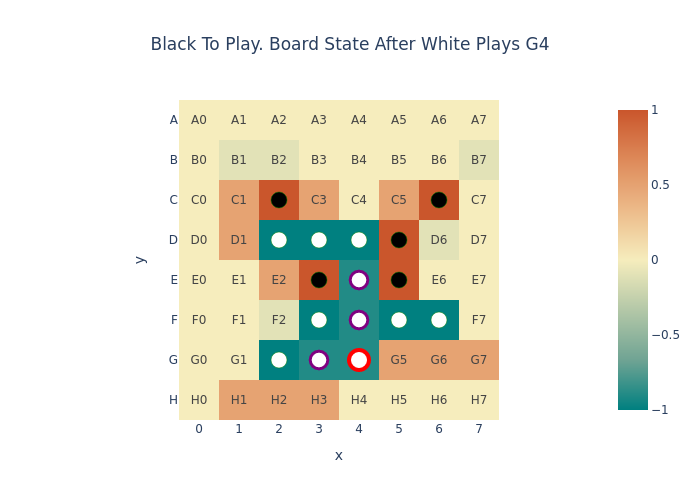 Black To Play. Board State After White Plays G4
A A0 A1 A2 A3 A4 A5 A6 A7
B B0 B1 B2 B3 B4 B5 B6 B7
C C0 C1 C3 C4 C5 C7
D D0 D1 D6 D7
E E0 E1 E2 E6 E7
F F0 F1 F2 F7
G G0 G1 G5 G6 G7
H H0 H1 H2 H3 H4 H5 H6 H7
0 1 2 3 4 5 6 7
x
y
1
0.5
0
−0.5
−1